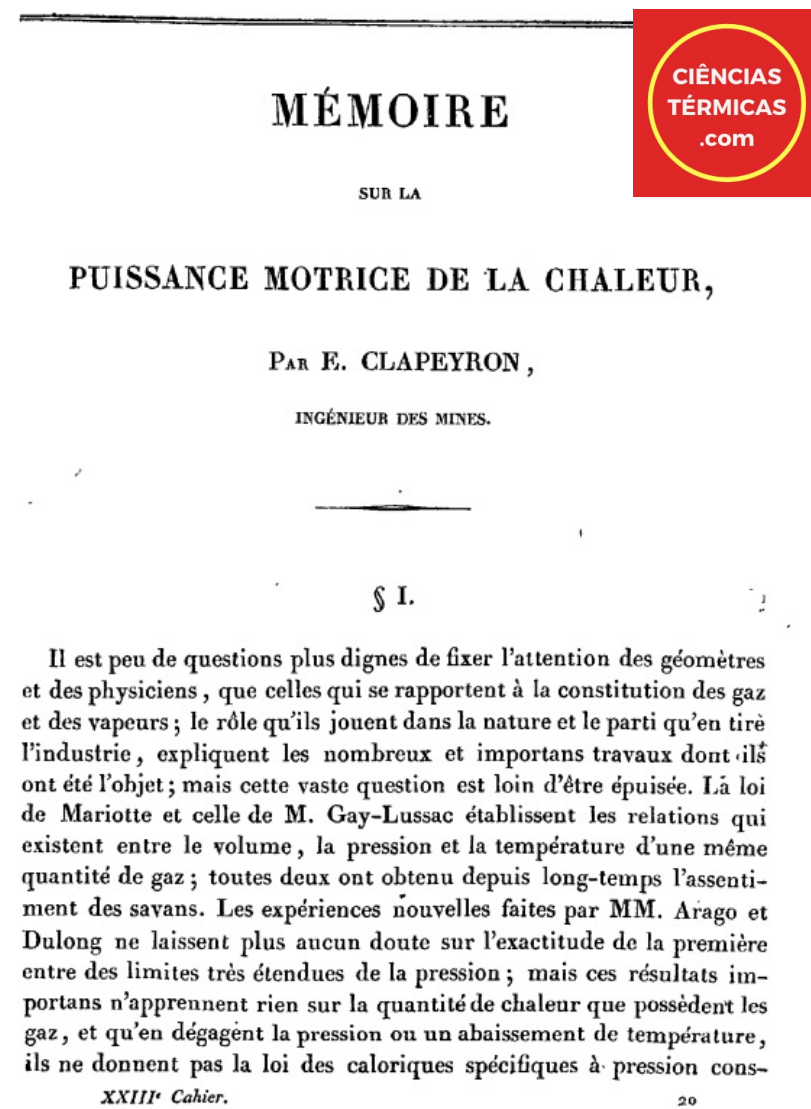 CIÊNCIAS
TÉRMICAS
.com
MÉMOIRE
SUR LA
PUISSANCE MOTRICE DE LA CHALEUR,
PAR E. CLAPEYRON,
INGÉNIEUR DES MINES.
§ I.
Il est peu de questions plus dignes de fixer l'attention des géomètres
et des physiciens, que celles qui se rapportent à la constitution des gaz
et des vapeurs; le rôle qu'ils jouent dans la nature et le parti qu'en tire
l'industrie, expliquent les nombreux et importans travaux dont ils
ont été l'objet; mais cette vaste question est loin d'être épuisée. La loi
de Mariotte et celle de M. Gay-Lussac établissent les relations qui
existent entre le volume, la pression et la température d'une même
quantité de gaz; toutes deux ont obtenu depuis long-temps l'assenti-
ment des savans. Les expériences nouvelles faites par MM. Arago et
Dulong ne laissent plus aucun doute sur l'exactitude de la première
entre des limites très étendues de la pression; mais ces résultats im-
portans n'apprennent rien sur la quantité de chaleur que possèdent les
gaz, et qu'en dégagent la pression ou un abaissement de température,
ils ne donnent pas la loi des caloriques spécifiques à pression cons-
XXIIIe Cahier. 20